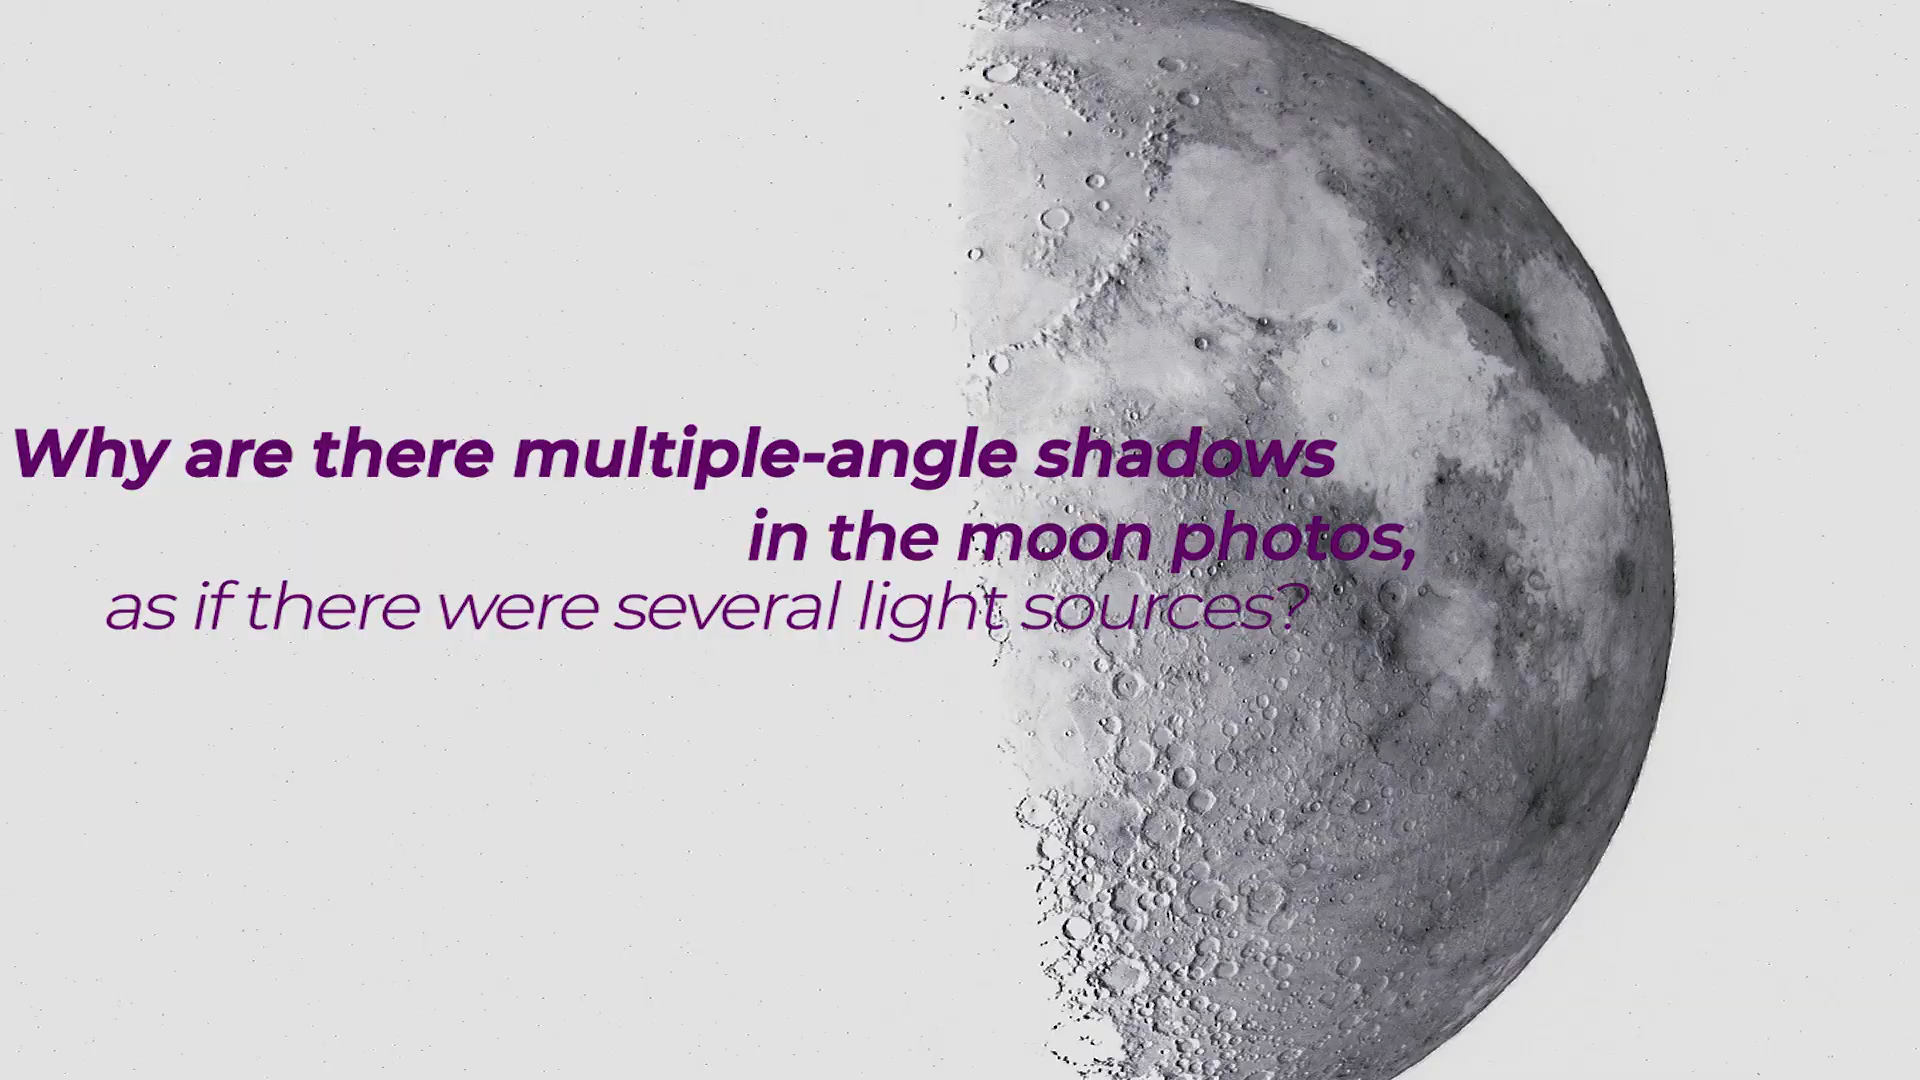 Why are there multiple-angle shadows
in the moon photos,
as if there were several light sources?